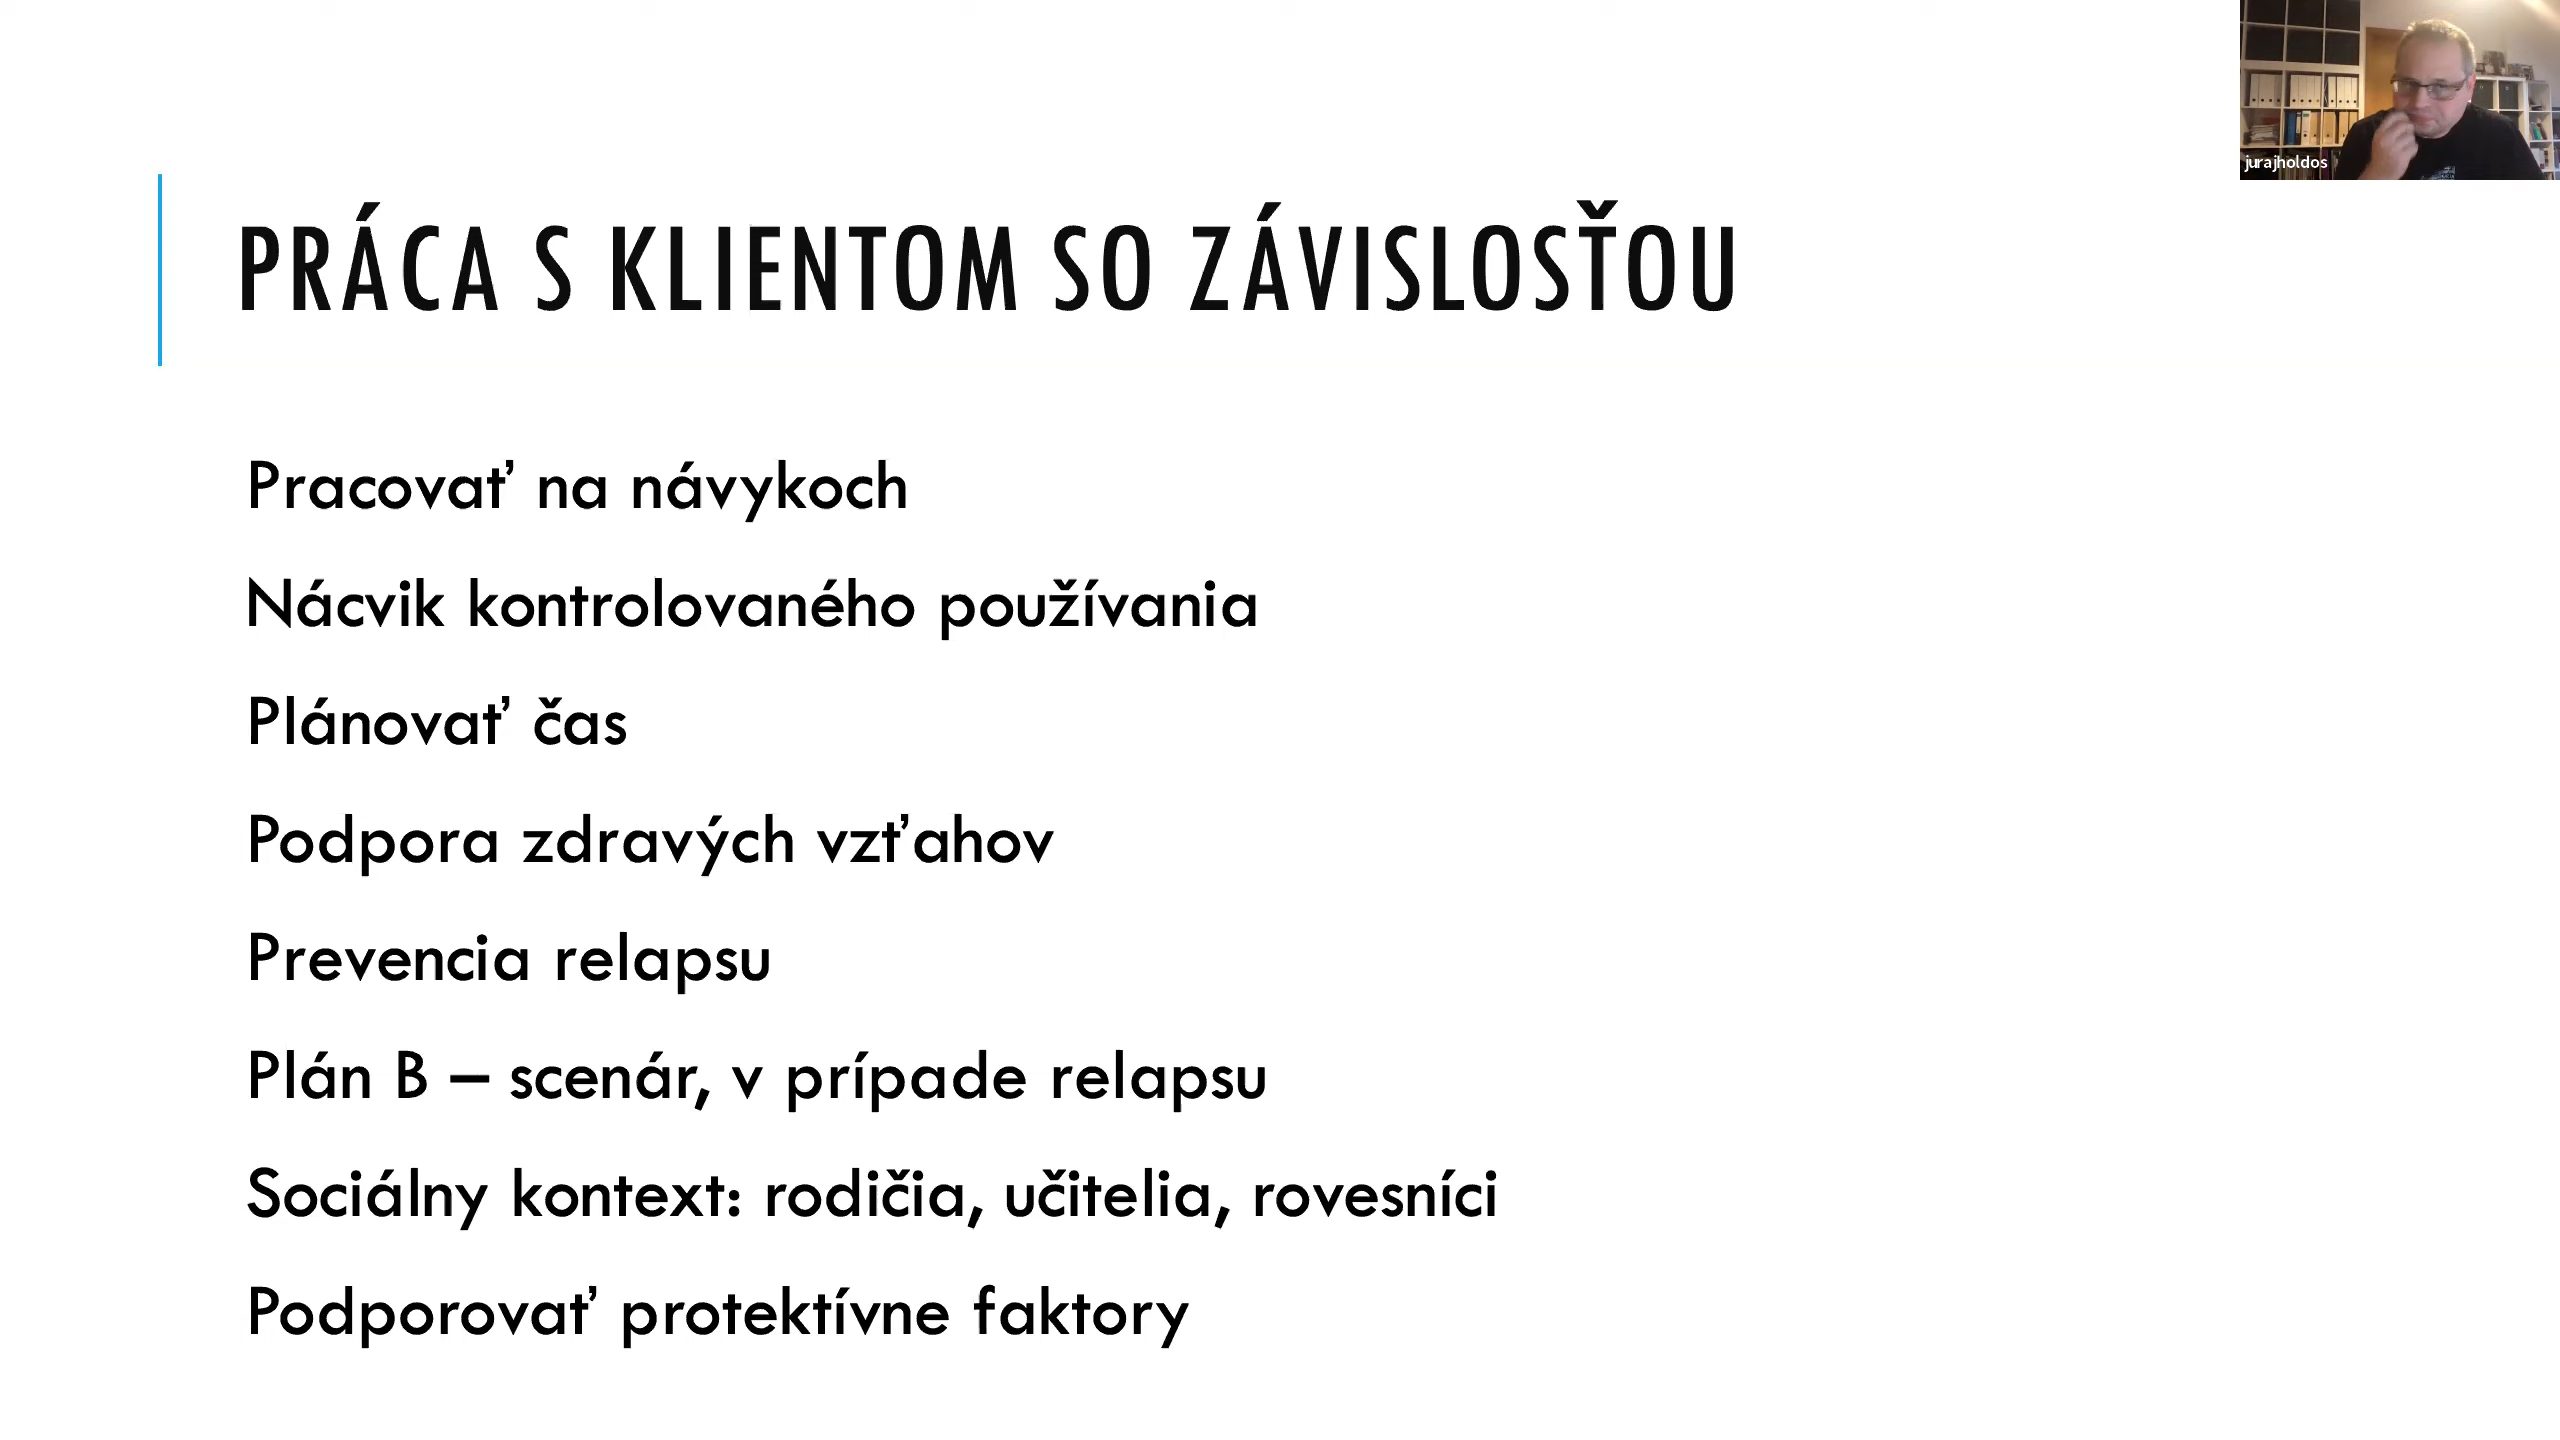 jurajholdos
PRÁCA S KLIENTOM SO ZÁVISLOSŤOU
Pracovať na návykoch
Nácvik kontrolovaného používania
Plánovať čas
Podpora zdravých vzťahov
Prevencia relapsu
Plán B – scenár, v prípade relapsu
Sociálny kontext: rodičia, učitelia, rovesníci
Podporovať protektívne faktory